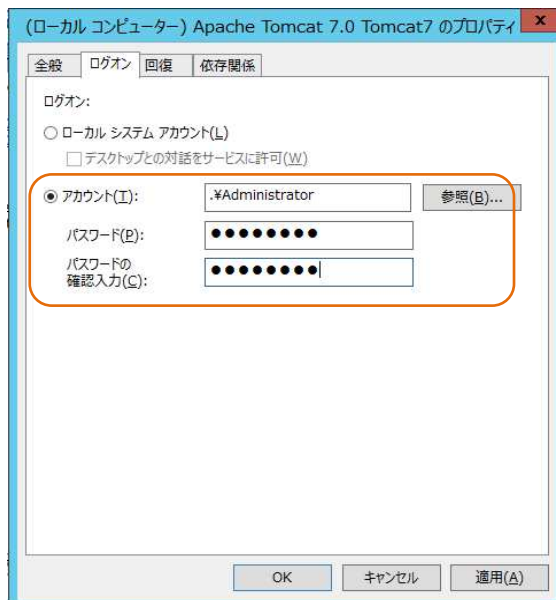 (ローカル コンピューター) Apache Tomcat 7.0 Tomcat7 のプロパティ x
全般 ログオン 回復 依存関係
ログオン:
ローカル システム アカウント(L)
デスクトップとの対話をサービスに許可(W)
アカウント(T): .¥Administrator 参照(B)...
パスワード(P): ●●●●●●●●
パスワードの
確認入力(C): ●●●●●●●●
OK キャンセル 適用(A)